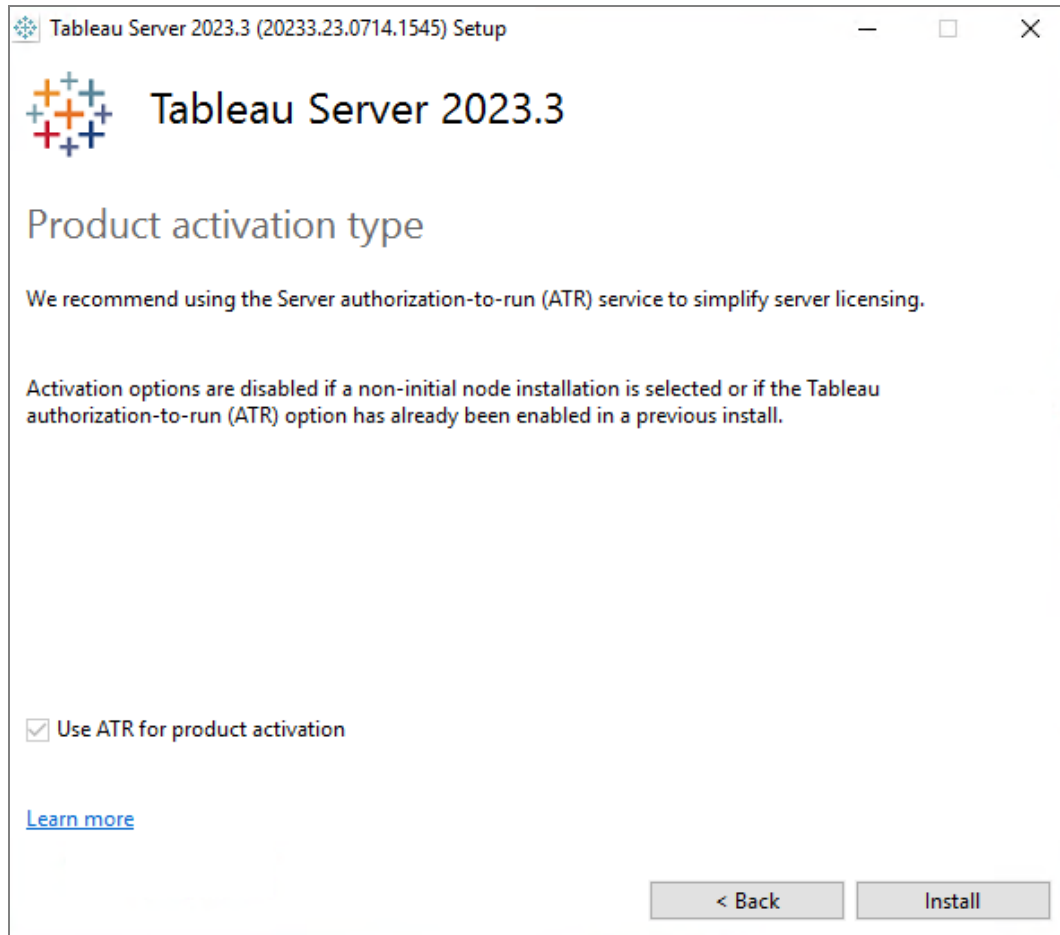 Tableau Server 2023.3 (20233.23.0714.1545) Setup
Tableau Server 2023.3
Product activation type
We recommend using the Server authorization-to-run (ATR) service to simplify server licensing.
Activation options are disabled if a non-initial node installation is selected or if the Tableau
authorization-to-run (ATR) option has already been enabled in a previous install.
Use ATR for product activation
Learn more
< Back
Install